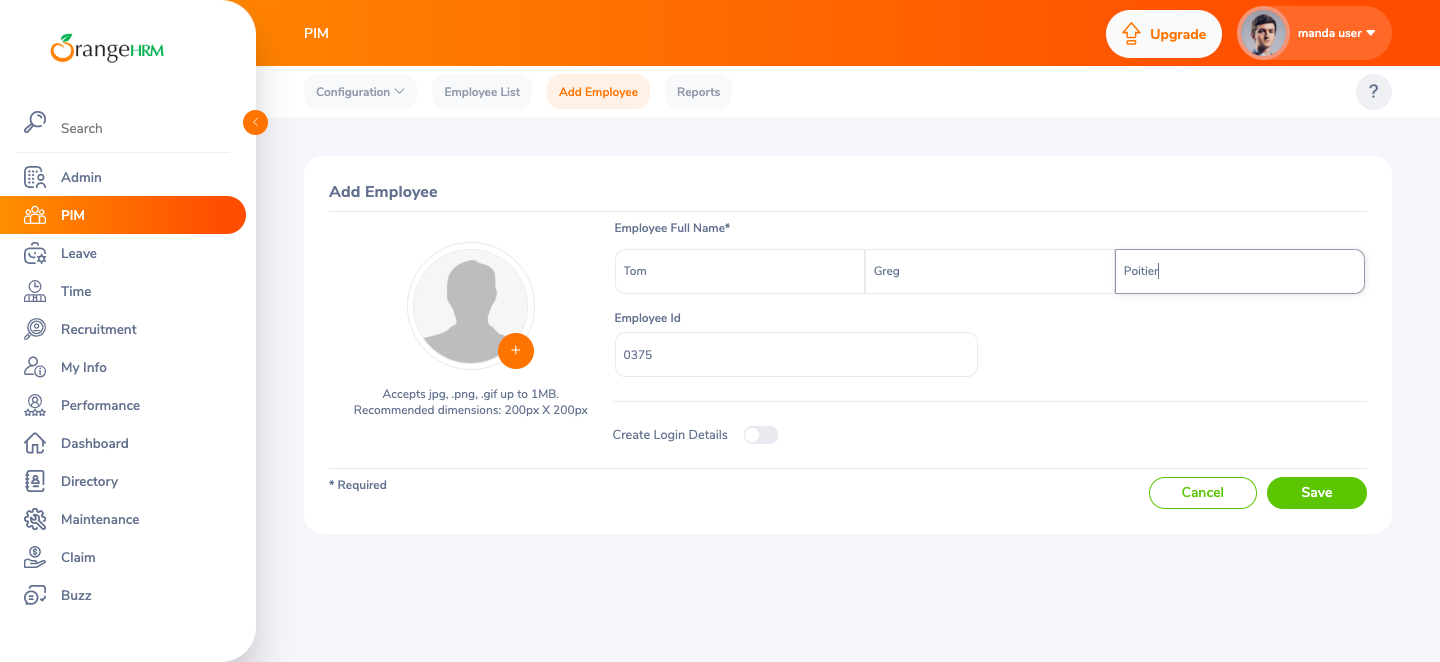 OrangeHRM
Search
Admin
PIM
Leave
Time
Recruitment
My Info
Performance
Dashboard
Directory
Maintenance
Claim
Buzz
PIM
Upgrade
manda user
Configuration
Employee List
Add Employee
Reports
?
Add Employee
Employee Full Name*
Tom
Greg
Poitier
Employee Id
0375
Accepts jpg, .png, .gif up to 1MB.
Recommended dimensions: 200px X 200px
Create Login Details
* Required
Cancel
Save